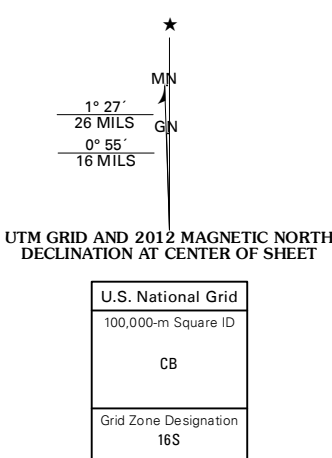 ★
MN
1° 27´
26 MILS
GN
0° 55´
16 MILS
UTM GRID AND 2012 MAGNETIC NORTH
DECLINATION AT CENTER OF SHEET
U.S. National Grid
100,000-m Square ID
CB
Grid Zone Designation
16S